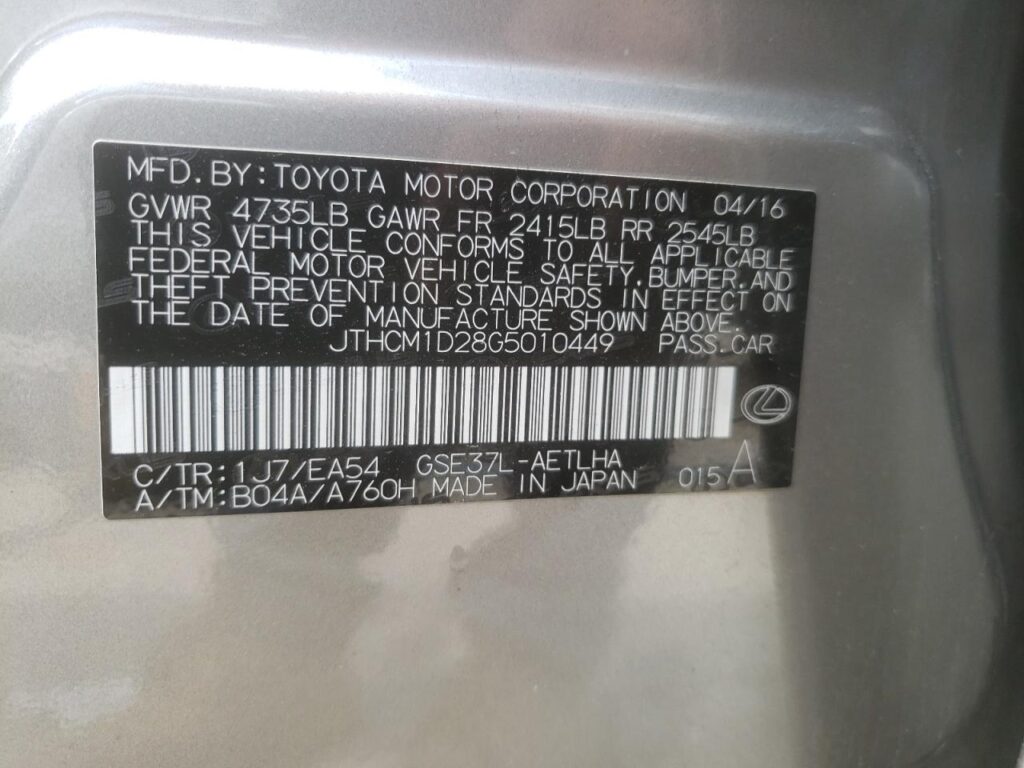 MFD. BY: TOYOTA MOTOR CORPORATION 04/16
GVWR 4735LB GAWR FR 2415LB RR 2545LB
THIS VEHICLE CONFORMS TO ALL APPLICABLE
FEDERAL MOTOR VEHICLE SAFETY, BUMPER, AND
THEFT PREVENTION STANDARDS IN EFFECT ON
THE DATE OF MANUFACTURE SHOWN ABOVE.
JTHCM1D28G5010449 PASS. CAR
C/TR: 1J7/EA54 GSE37L-AETLHA 015 A
A/TM: B04A/A760H MADE IN JAPAN